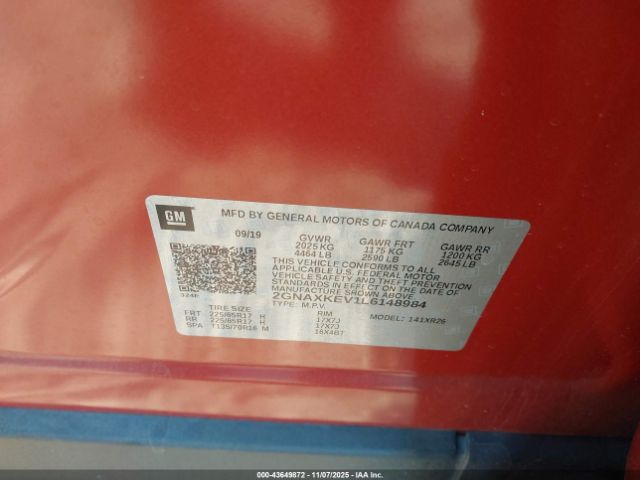 GM
MFD BY GENERAL MOTORS OF CANADA COMPANY
09/19 GVWR GAWR FRT GAWR RR
2025 KG 1175 KG 1200 KG
4464 LB 2590 LB 2645 LB
THIS VEHICLE CONFORMS TO ALL
APPLICABLE U.S. FEDERAL MOTOR
VEHICLE SAFETY AND THEFT PREVENTION
STANDARDS IN EFFECT ON THE DATE OF
MANUFACTURE SHOWN ABOVE.
2GNAXKEV1L6148984
TYPE: M.P.V. MODEL: 1XR26
TIRE SIZE RIM
FRT 225/65R17 H 17X7J
RR 225/65R17 H 17X7J
SPA T135/70R16 M 16X4BT
000-43649872 - 11/07/2025 - IAAI.COM